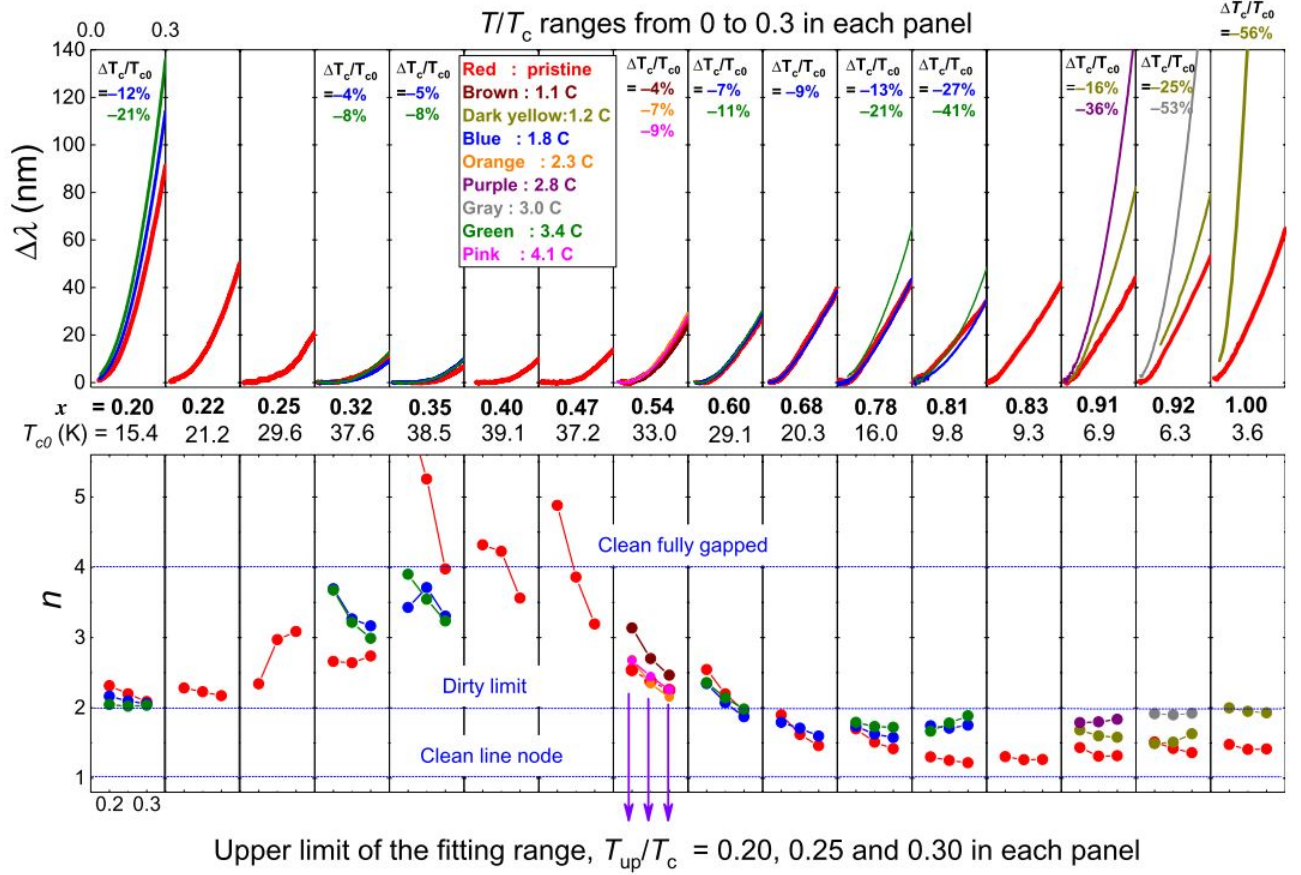 T/Tc ranges from 0 to 0.3 in each panel
0.0 0.3
ΔTc/Tc0
=–56%
140
120
100
80
60
40
20
0
Δλ (nm)
ΔTc/Tc0
=–12%
–21%
ΔTc/Tc0
=–4%
–8%
ΔTc/Tc0
=–5%
–8%
Red : pristine
Brown : 1.1 C
Dark yellow:1.2 C
Blue : 1.8 C
Orange : 2.3 C
Purple : 2.8 C
Gray : 3.0 C
Green : 3.4 C
Pink : 4.1 C
ΔTc/Tc0
= –4%
–7%
–9%
ΔTc/Tc0
= –7%
–11%
ΔTc/Tc0
= –9%
ΔTc/Tc0
= –13%
–21%
ΔTc/Tc0
= –27%
–41%
ΔTc/Tc0
=–16%
–36%
ΔTc/Tc0
=–25%
–53%
x = 0.20 0.22 0.25 0.32 0.35 0.40 0.47 0.54 0.60 0.68 0.78 0.81 0.83 0.91 0.92 1.00
Tc0 (K) = 15.4 21.2 29.6 37.6 38.5 39.1 37.2 33.0 29.1 20.3 16.0 9.8 9.3 6.9 6.3 3.6
5
4
3
2
1
n
Clean fully gapped
Dirty limit
Clean line node
0.2 0.3
Upper limit of the fitting range, Tup/Tc = 0.20, 0.25 and 0.30 in each panel